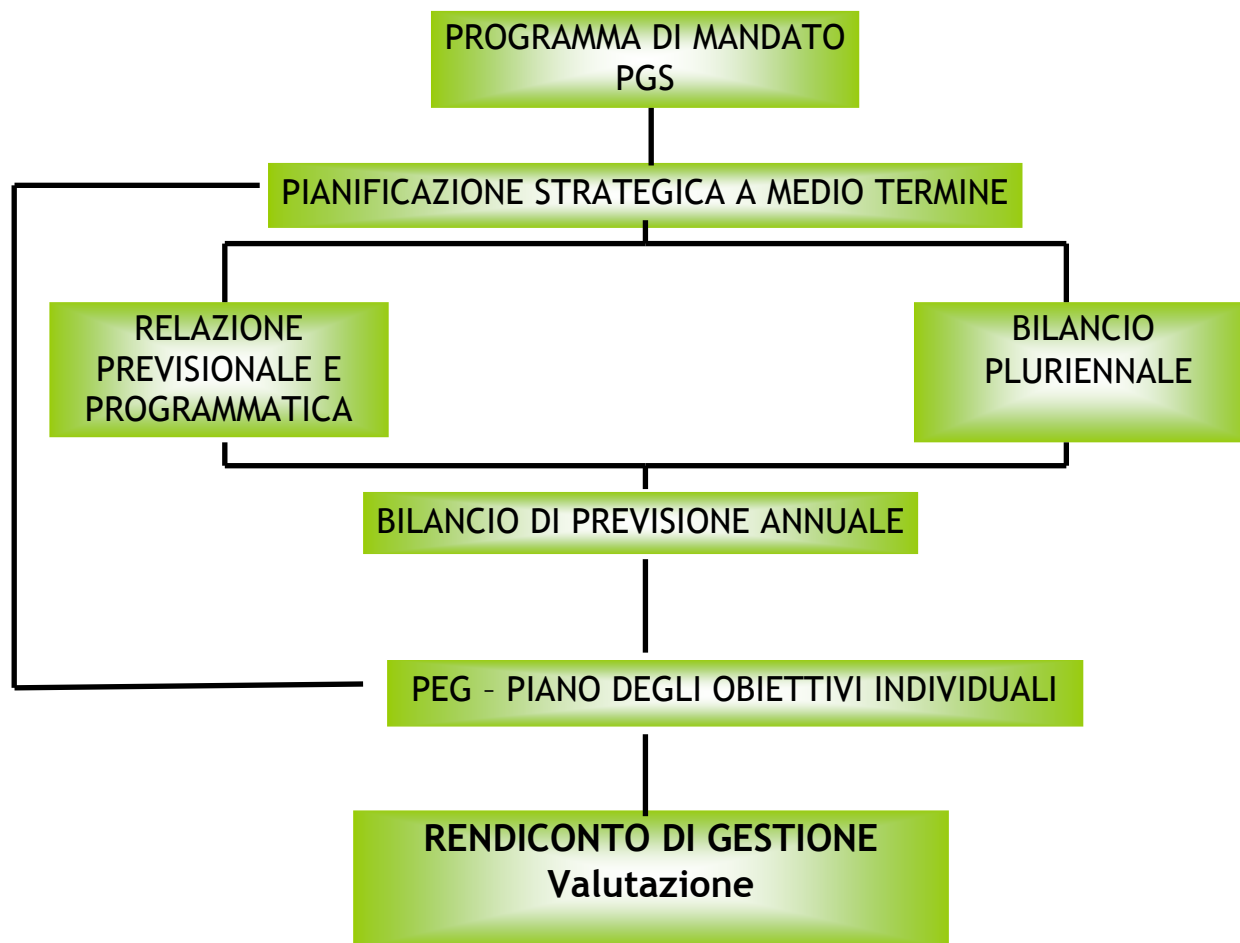 PROGRAMMA DI MANDATO
PGS
PIANIFICAZIONE STRATEGICA A MEDIO TERMINE
RELAZIONE
PREVISIONALE E
PROGRAMMATICA
BILANCIO
PLURIENNALE
BILANCIO DI PREVISIONE ANNUALE
PEG – PIANO DEGLI OBIETTIVI INDIVIDUALI
RENDICONTO DI GESTIONE
Valutazione